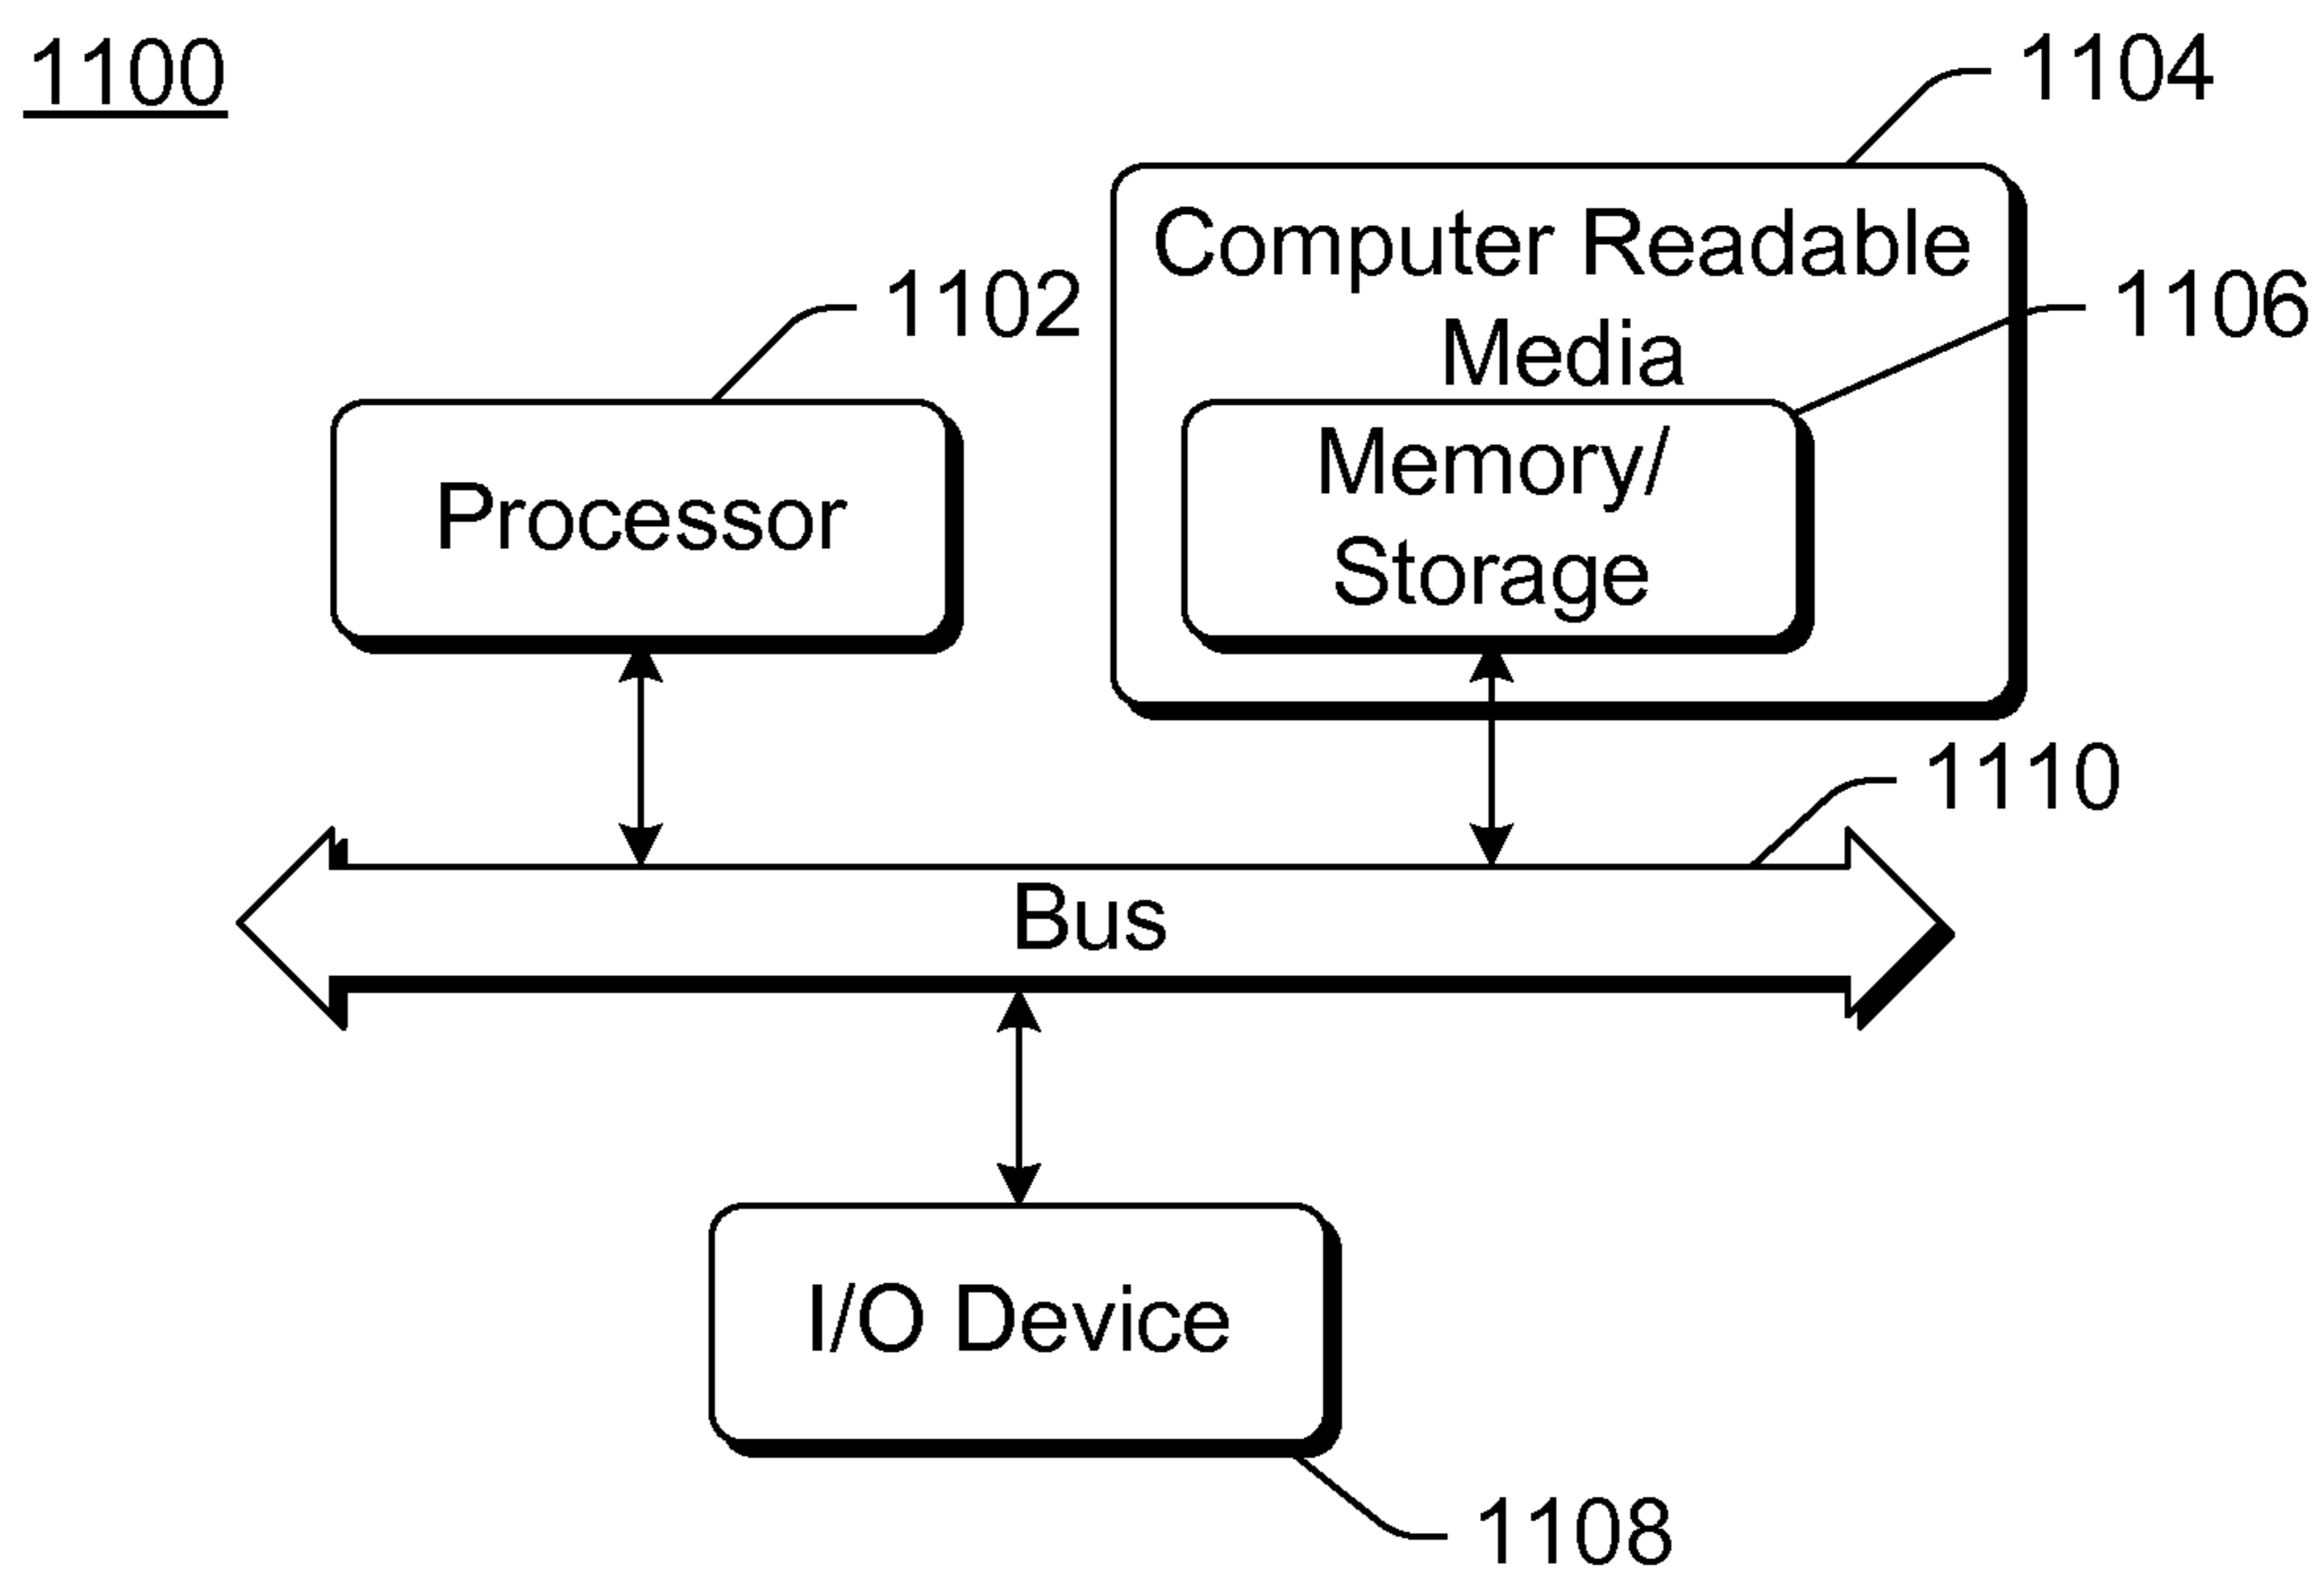 1100
1104
Computer Readable
Media
1102
1106
Processor
Memory/
Storage
1110
Bus
I/O Device
1108